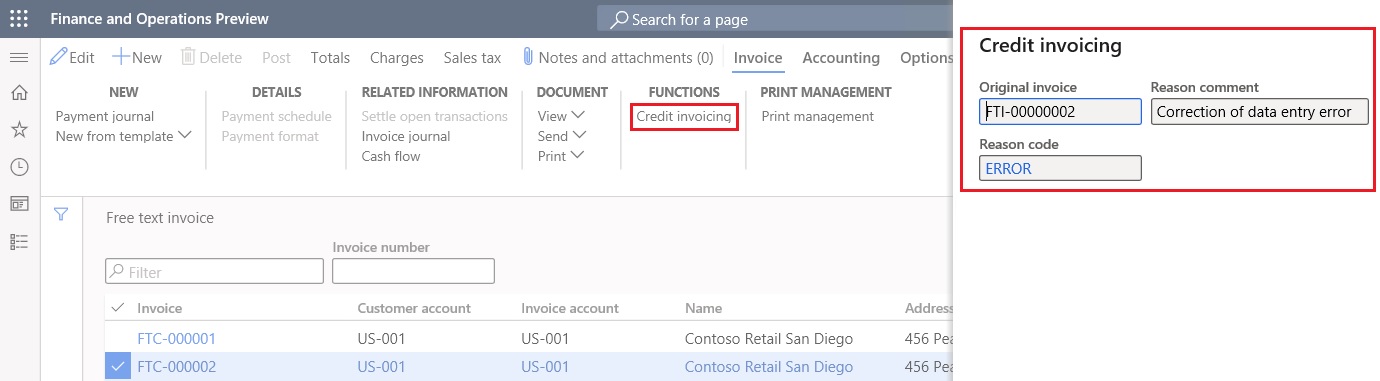 Finance and Operations Preview
Search for a page
Edit New Delete Post Totals Charges Sales tax Notes and attachments (0) Invoice Accounting Options
NEW
Payment journal
New from template
DETAILS
Payment schedule
Payment format
RELATED INFORMATION
Settle open transactions
Invoice journal
Cash flow
DOCUMENT
View
Send
Print
FUNCTIONS
Credit invoicing
PRINT MANAGEMENT
Print management
Free text invoice
Invoice number
Filter
Invoice Customer account Invoice account Name Address
FTC-000001 US-001 US-001 Contoso Retail San Diego 456 Pea
FTC-000002 US-001 US-001 Contoso Retail San Diego 456 Pea
Credit invoicing
Original invoice Reason comment
FTI-00000002 Correction of data entry error
Reason code
ERROR